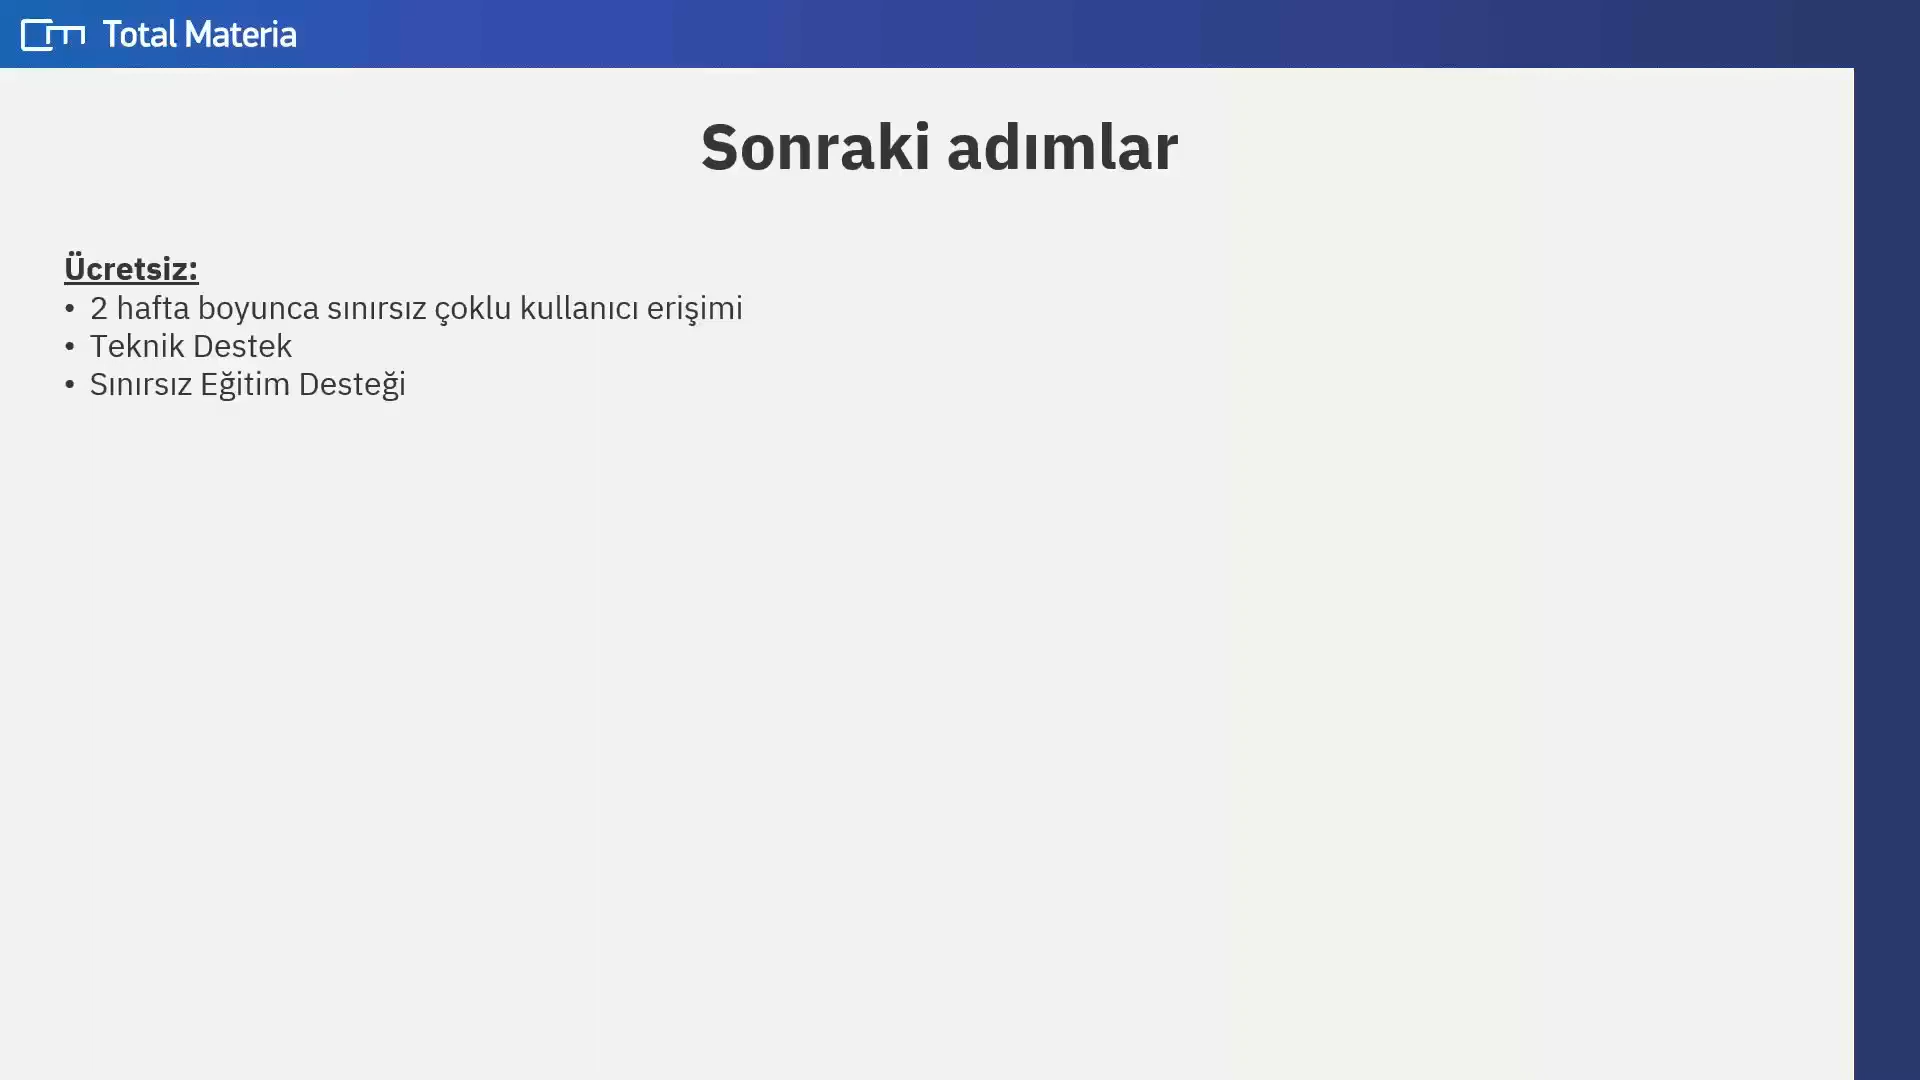 Total Materia
Sonraki adımlar
Ücretsiz:
• 2 hafta boyunca sınırsız çoklu kullanıcı erişimi
• Teknik Destek
• Sınırsız Eğitim Desteği